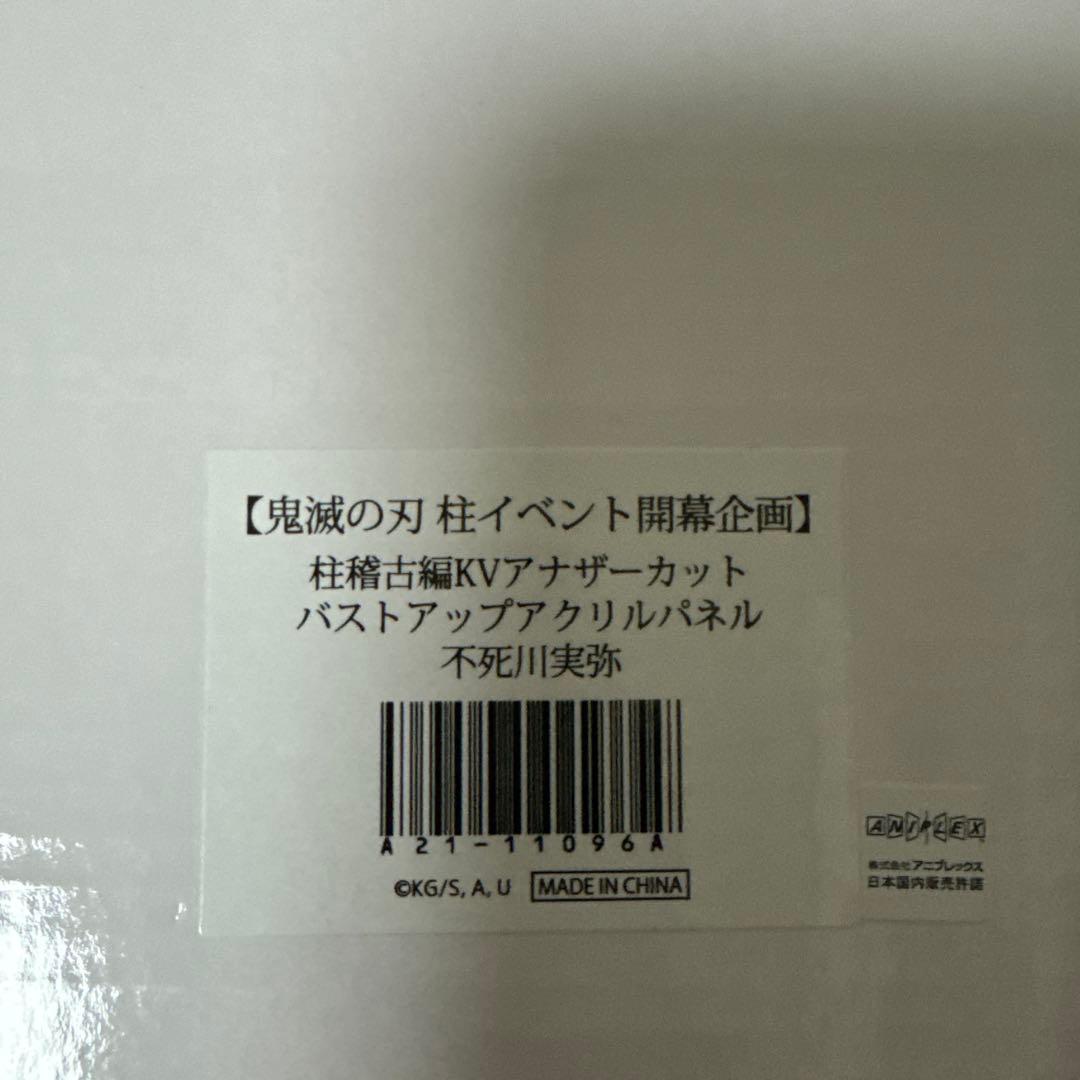 【鬼滅の刃 柱イベント開幕企画】
柱稽古編KVアナザーカット
バストアップアクリルパネル
不死川実弥
A21-11096A
©KG/S, A, U MADE IN CHINA
ANIPLEX
株式会社 アニプレックス
日本国内販売許諾